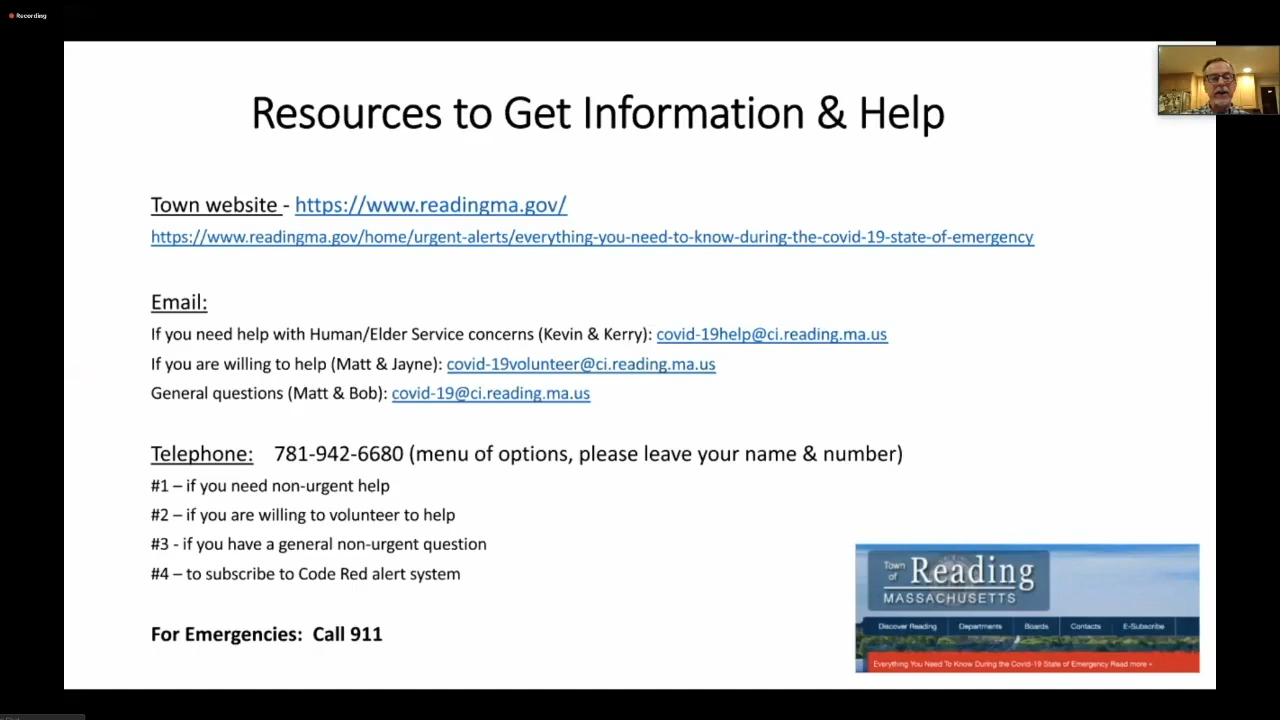 Recording
Resources to Get Information & Help
Town website - https://www.readingma.gov/
https://www.readingma.gov/home/urgent-alerts/everything-you-need-to-know-during-the-covid-19-state-of-emergency
Email:
If you need help with Human/Elder Service concerns (Kevin & Kerry): covid-19help@ci.reading.ma.us
If you are willing to help (Matt & Jayne): covid-19volunteer@ci.reading.ma.us
General questions (Matt & Bob): covid-19@ci.reading.ma.us
Telephone: 781-942-6680 (menu of options, please leave your name & number)
#1 – if you need non-urgent help
#2 – if you are willing to volunteer to help
#3 - if you have a general non-urgent question
#4 – to subscribe to Code Red alert system
For Emergencies: Call 911
Town of Reading
MASSACHUSETTS
Discover Reading Departments Boards Contacts E-Subscribe
Everything You Need To Know During the Covid-19 State of Emergency Read more »